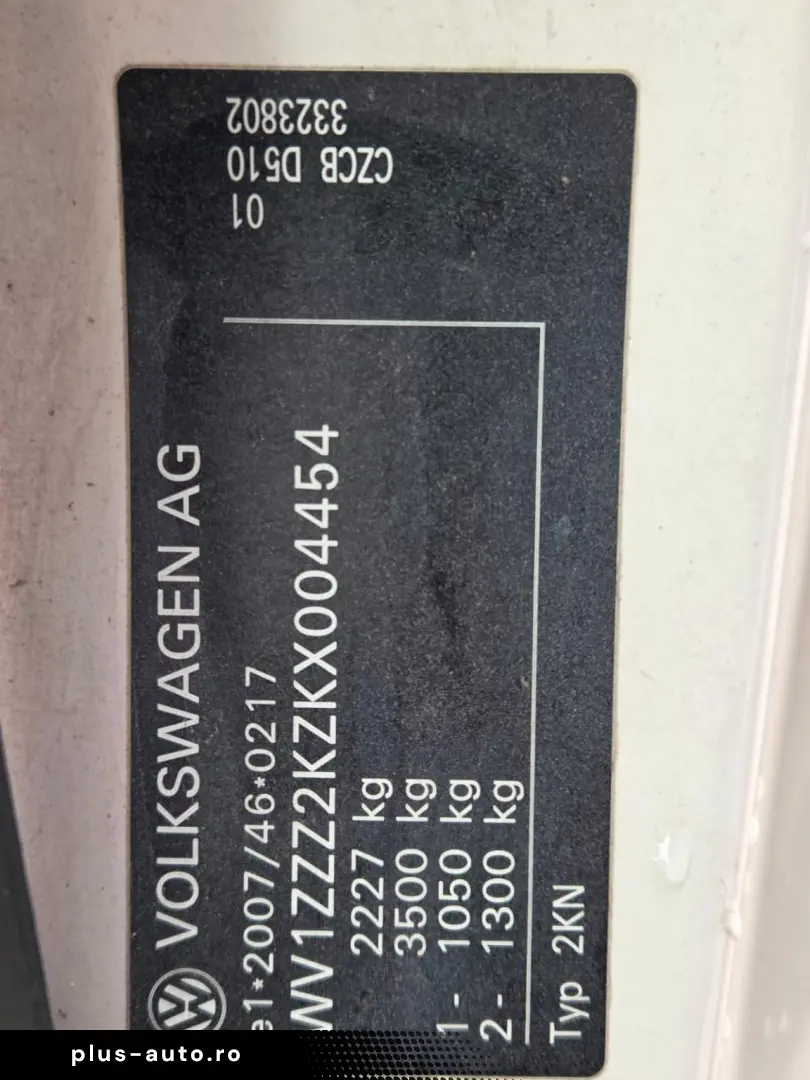 VOLKSWAGEN AG
e1*2007/46*0217
WV1ZZZ2KZKX004454
2227 kg
3500 kg
1- 1050 kg
2- 1300 kg
Typ 2KN
3323802
CZCB D510
01
plus-auto.ro